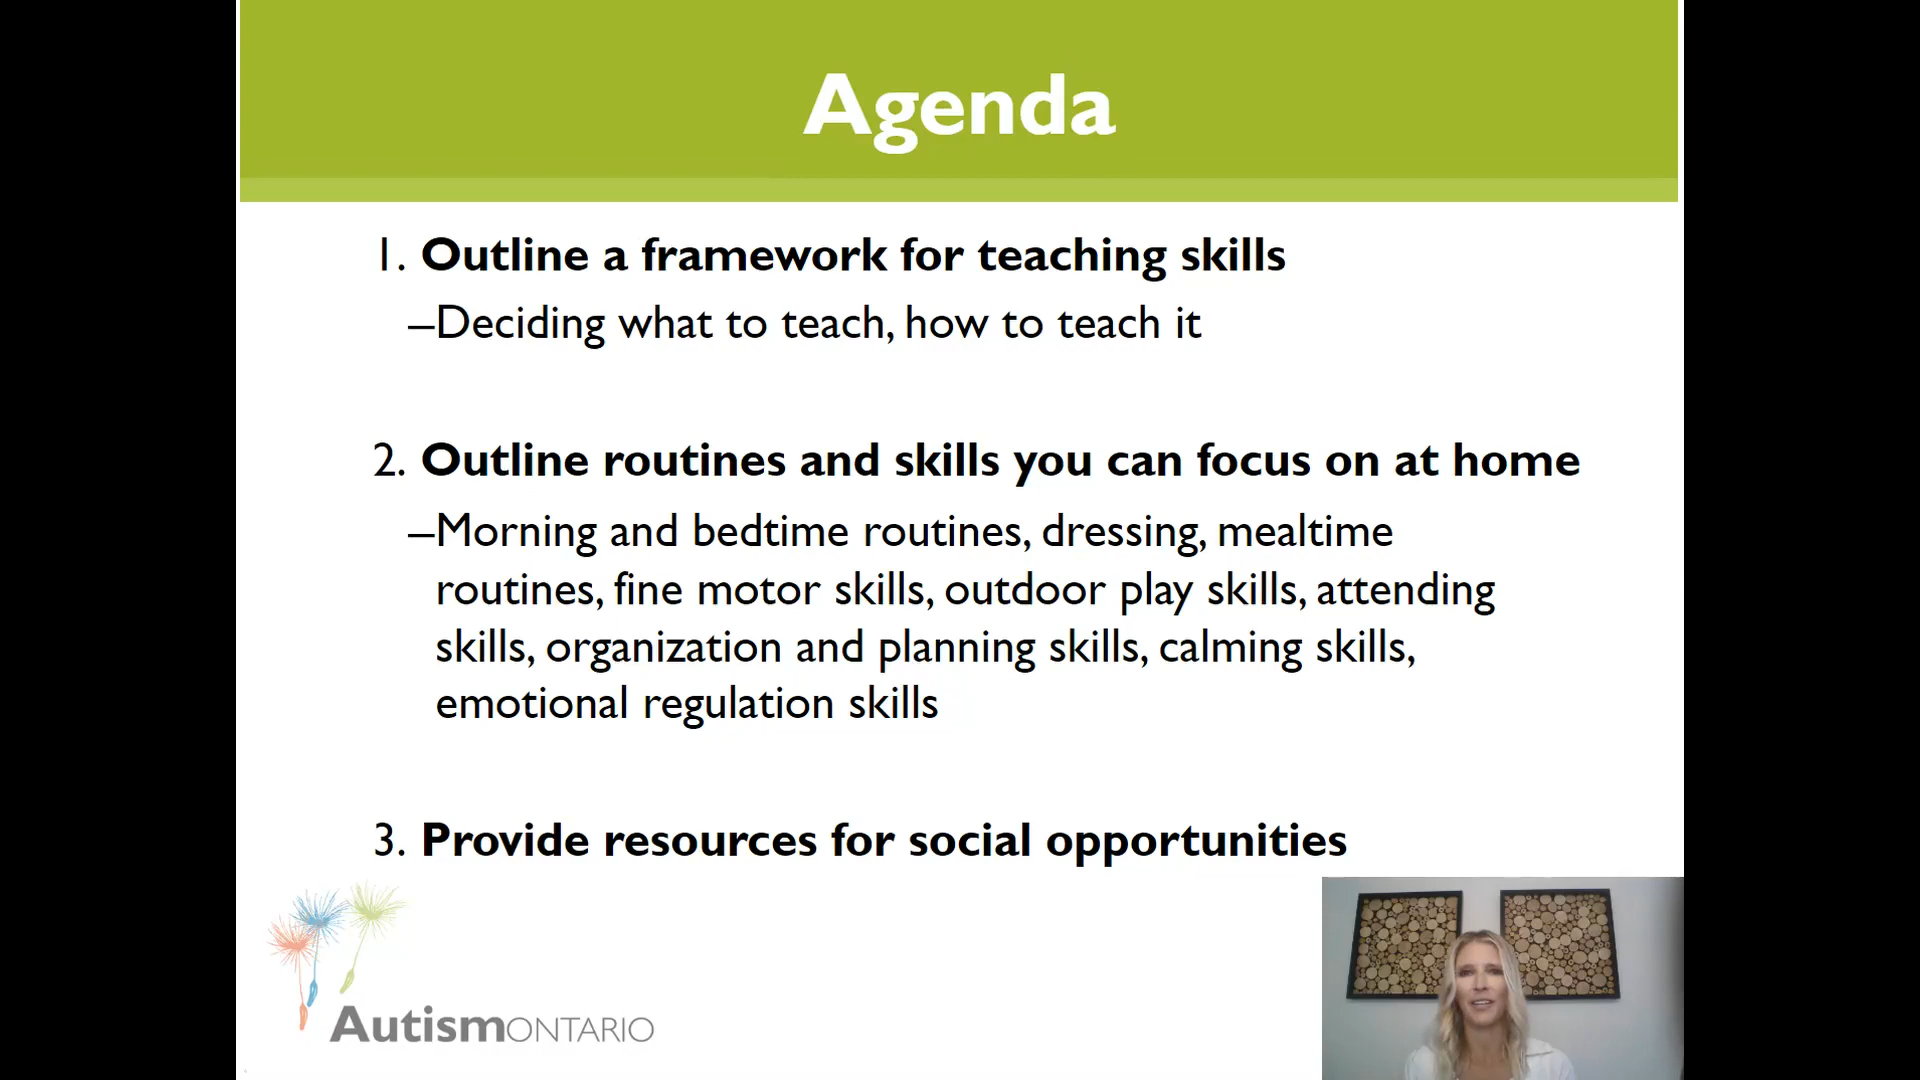 Agenda
1. Outline a framework for teaching skills
–Deciding what to teach, how to teach it
2. Outline routines and skills you can focus on at home
–Morning and bedtime routines, dressing, mealtime
routines, fine motor skills, outdoor play skills, attending
skills, organization and planning skills, calming skills,
emotional regulation skills
3. Provide resources for social opportunities
AutismONTARIO